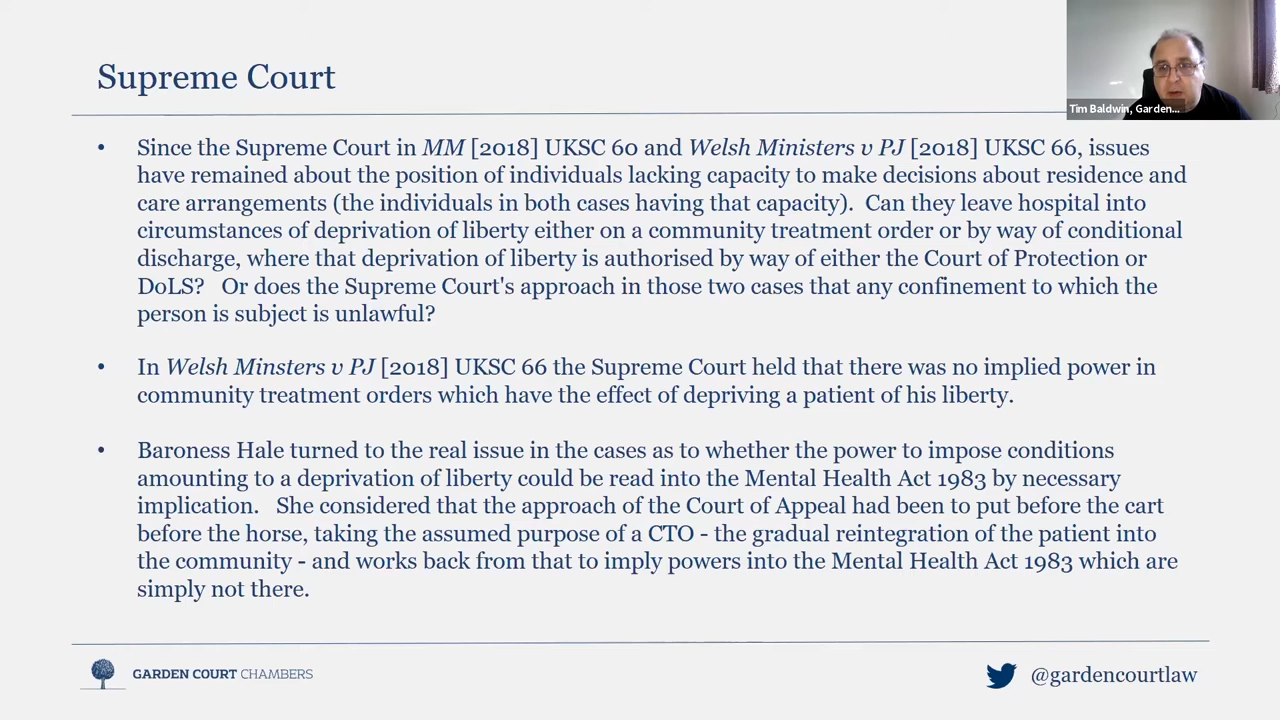 Supreme Court
Tim Baldwin, Garden...
• Since the Supreme Court in MM [2018] UKSC 60 and Welsh Ministers v PJ [2018] UKSC 66, issues
have remained about the position of individuals lacking capacity to make decisions about residence and
care arrangements (the individuals in both cases having that capacity). Can they leave hospital into
circumstances of deprivation of liberty either on a community treatment order or by way of conditional
discharge, where that deprivation of liberty is authorised by way of either the Court of Protection or
DoLS? Or does the Supreme Court's approach in those two cases that any confinement to which the
person is subject is unlawful?
• In Welsh Minsters v PJ [2018] UKSC 66 the Supreme Court held that there was no implied power in
community treatment orders which have the effect of depriving a patient of his liberty.
• Baroness Hale turned to the real issue in the cases as to whether the power to impose conditions
amounting to a deprivation of liberty could be read into the Mental Health Act 1983 by necessary
implication. She considered that the approach of the Court of Appeal had been to put before the cart
before the horse, taking the assumed purpose of a CTO - the gradual reintegration of the patient into
the community - and works back from that to imply powers into the Mental Health Act 1983 which are
simply not there.
GARDEN COURT CHAMBERS
@gardencourtlaw